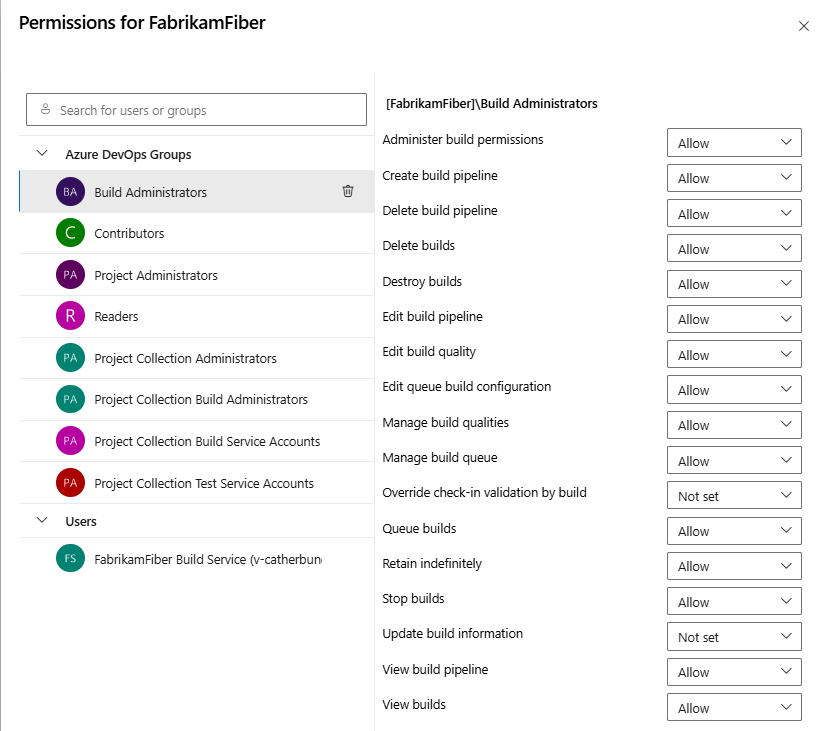 Permissions for FabrikamFiber
Search for users or groups
Azure DevOps Groups
BA Build Administrators
C Contributors
PA Project Administrators
R Readers
PA Project Collection Administrators
PA Project Collection Build Administrators
PA Project Collection Build Service Accounts
PA Project Collection Test Service Accounts
Users
FS FabrikamFiber Build Service (v-catherbun
[FabrikamFiber]\Build Administrators
Administer build permissions Allow
Create build pipeline Allow
Delete build pipeline Allow
Delete builds Allow
Destroy builds Allow
Edit build pipeline Allow
Edit build quality Allow
Edit queue build configuration Allow
Manage build qualities Allow
Manage build queue Allow
Override check-in validation by build Not set
Queue builds Allow
Retain indefinitely Allow
Stop builds Allow
Update build information Not set
View build pipeline Allow
View builds Allow